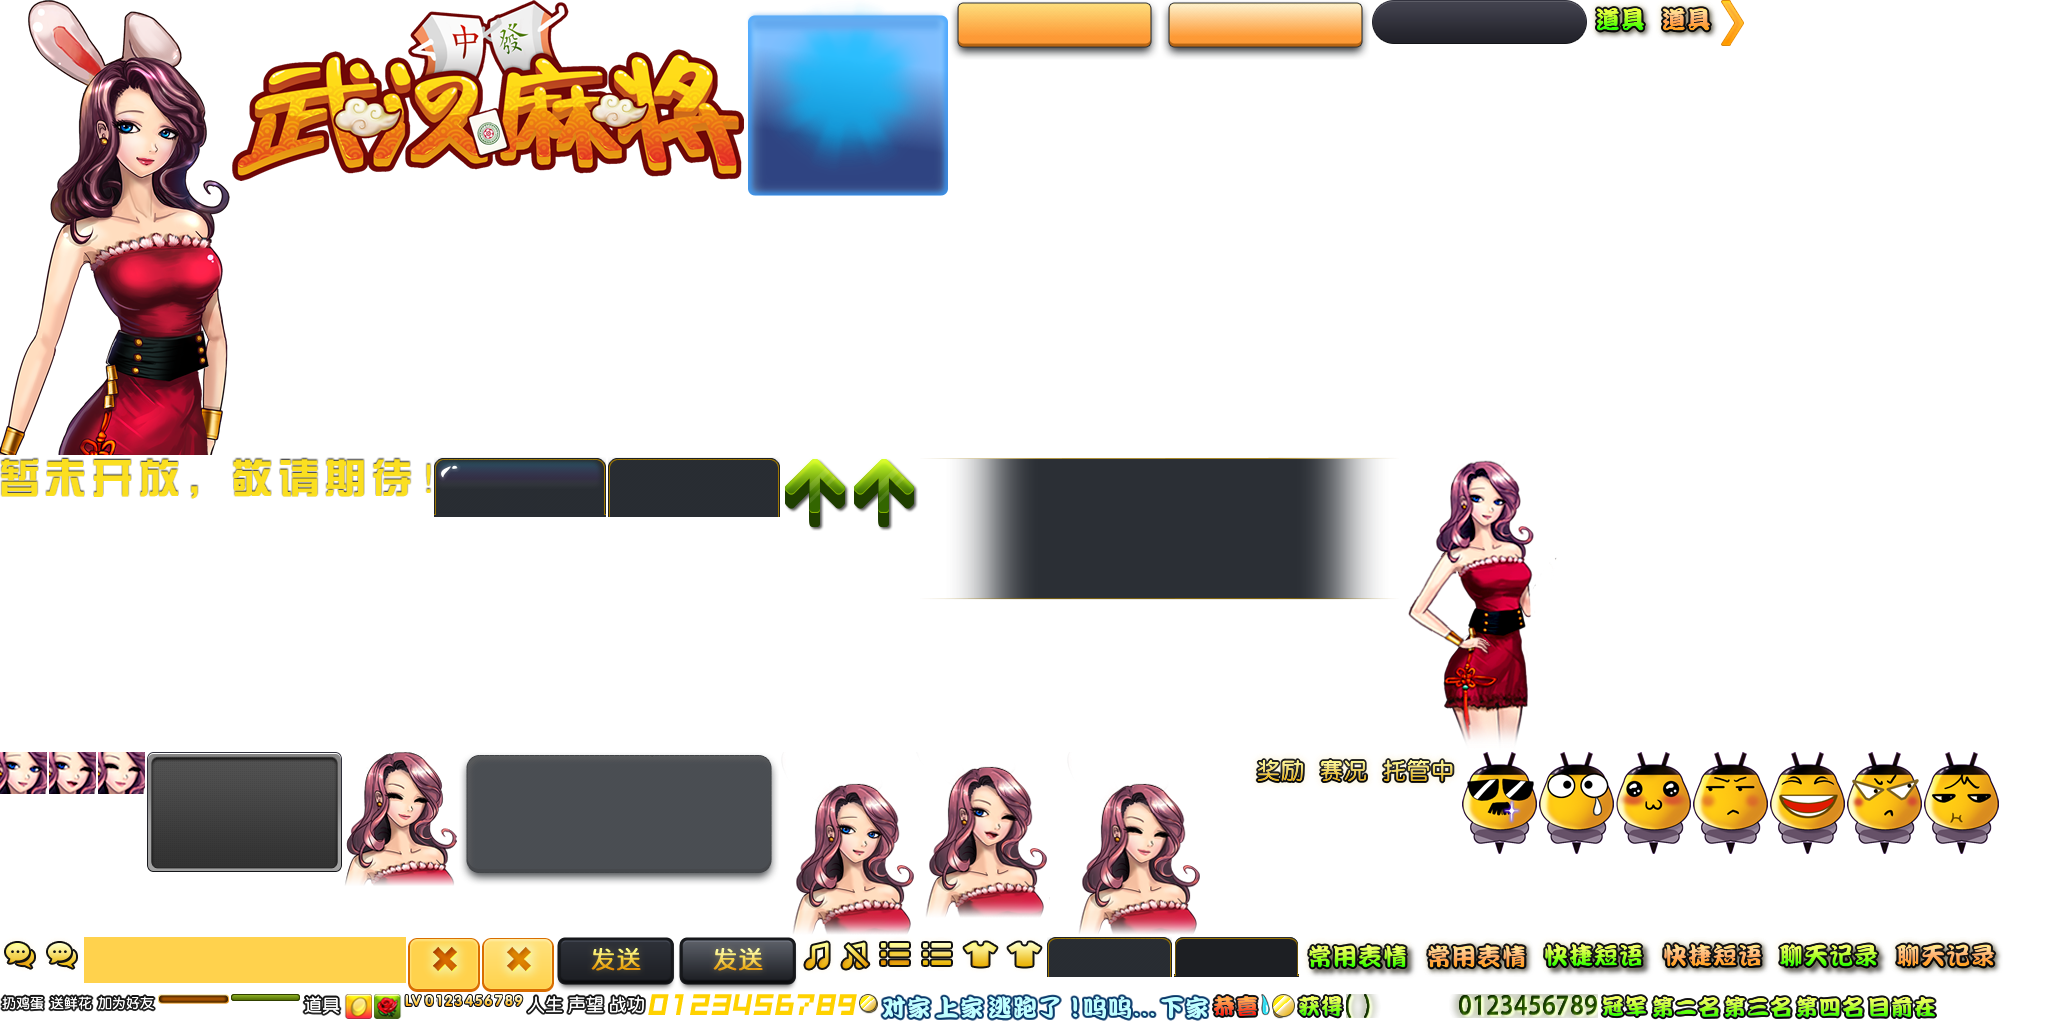 中發
武汉麻将
道具 道具
暂未开放，敬请期待!
奖励 赛况 托管中
发送 发送
常用表情 常用表情 快捷短语 快捷短语 聊天记录 聊天记录
扔鸡蛋 送鲜花 加为好友 道具 LV 0123456789 人生 声望 战功 0123456789 对家 上家 逃跑了 !呜呜... 下家 恭喜 获得( ) 0123456789 冠军 第二名 第三名 第四名 目前在